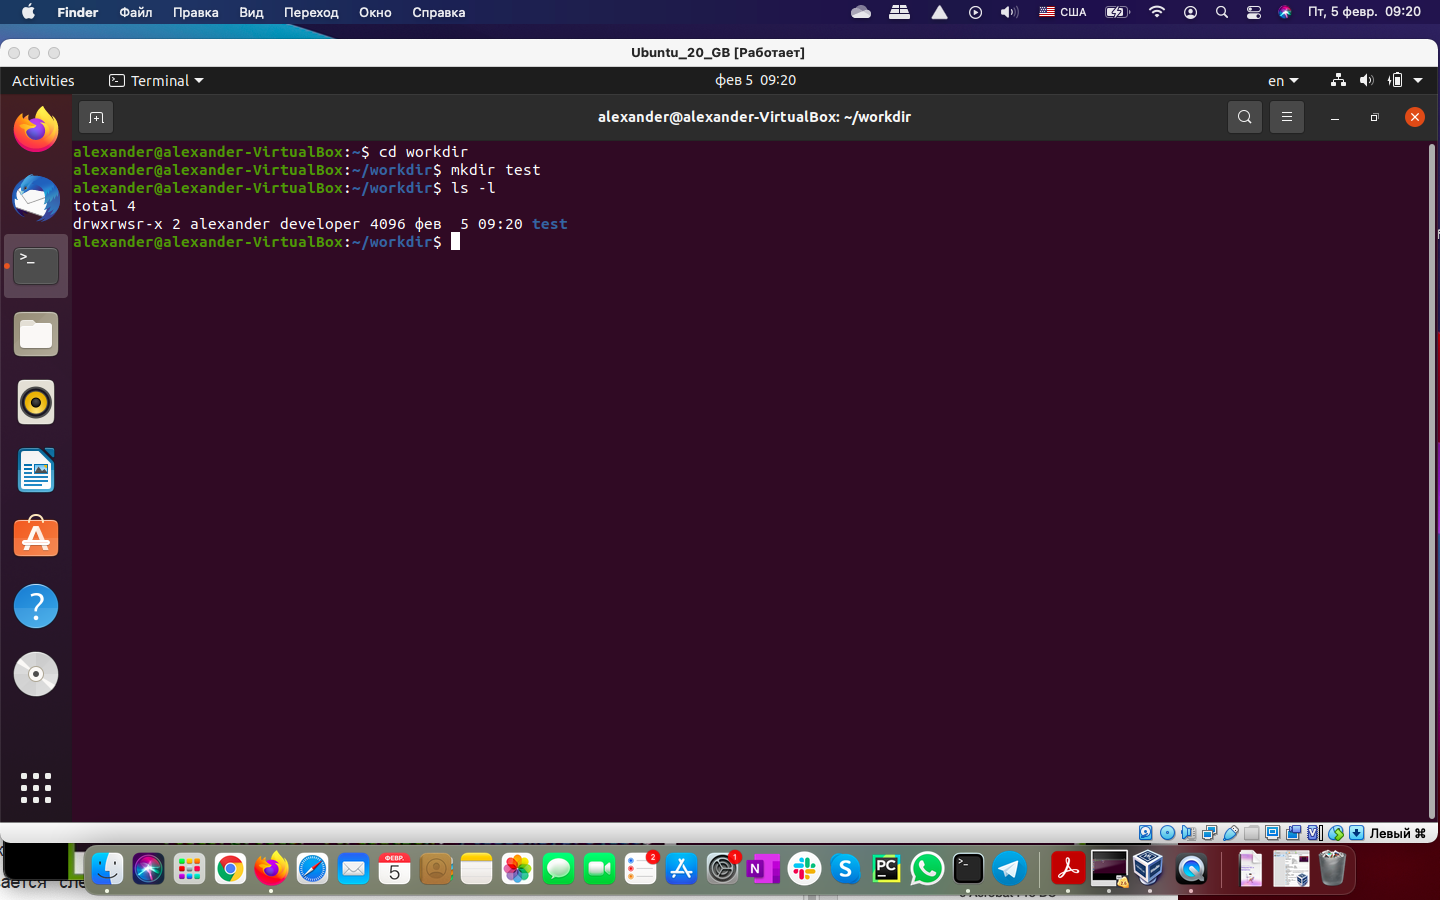 Finder Файл Правка Вид Переход Окно Справка США Пт, 5 февр. 09:20
Ubuntu_20_GB [Работает]
Activities Terminal фев 5 09:20 en
alexander@alexander-VirtualBox: ~/workdir
alexander@alexander-VirtualBox:~$ cd workdir
alexander@alexander-VirtualBox:~/workdir$ mkdir test
alexander@alexander-VirtualBox:~/workdir$ ls -l
total 4
drwxrwsr-x 2 alexander developer 4096 фев  5 09:20 test
alexander@alexander-VirtualBox:~/workdir$
Левый ⌘
ФЕВР.
5
2
1